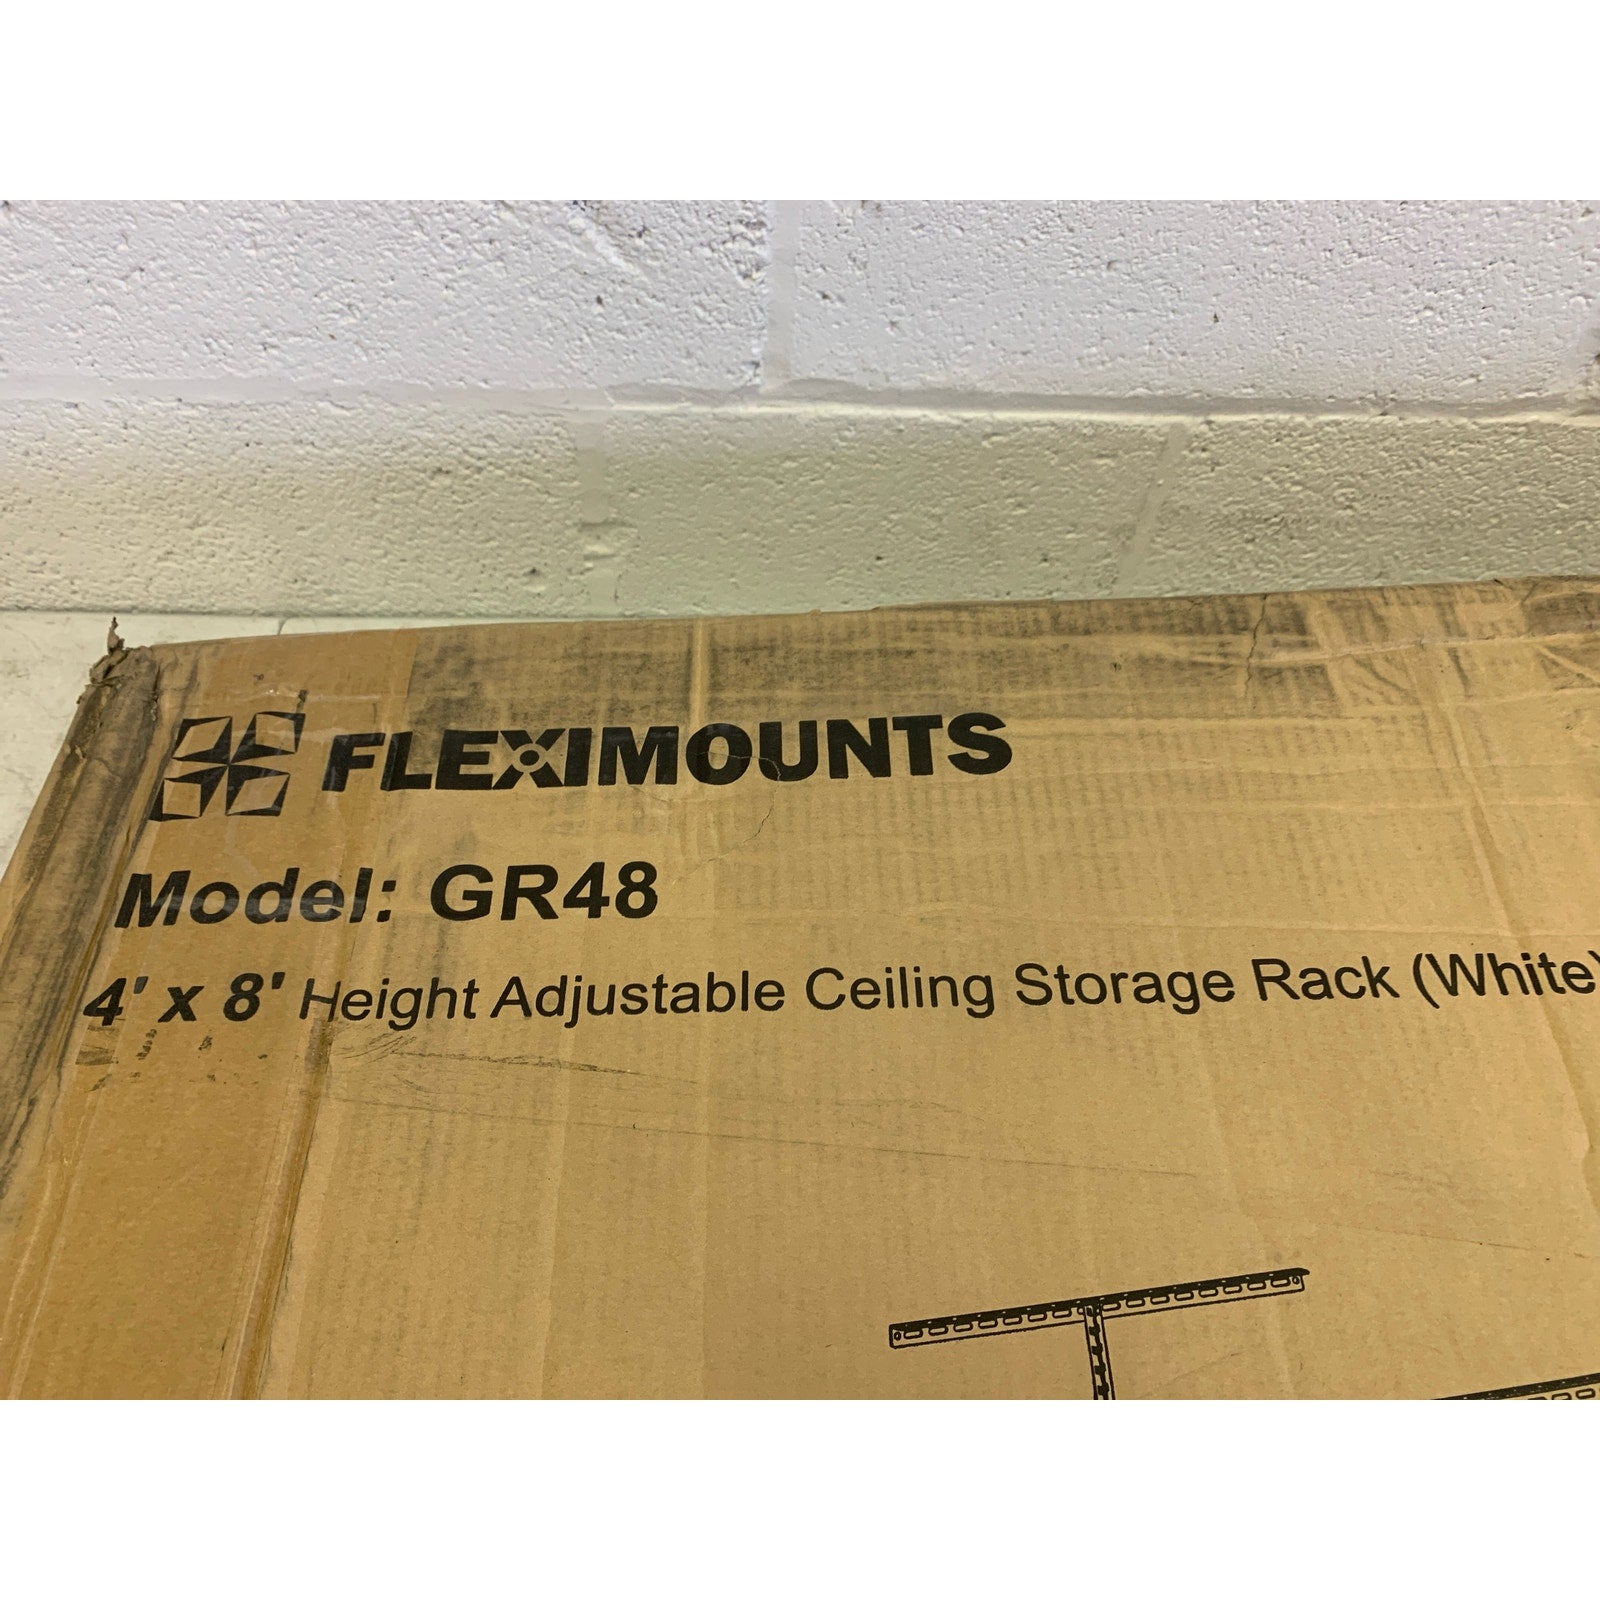 FLEXIMOUNTS
Model: GR48
4' x 8' Height Adjustable Ceiling Storage Rack (White)